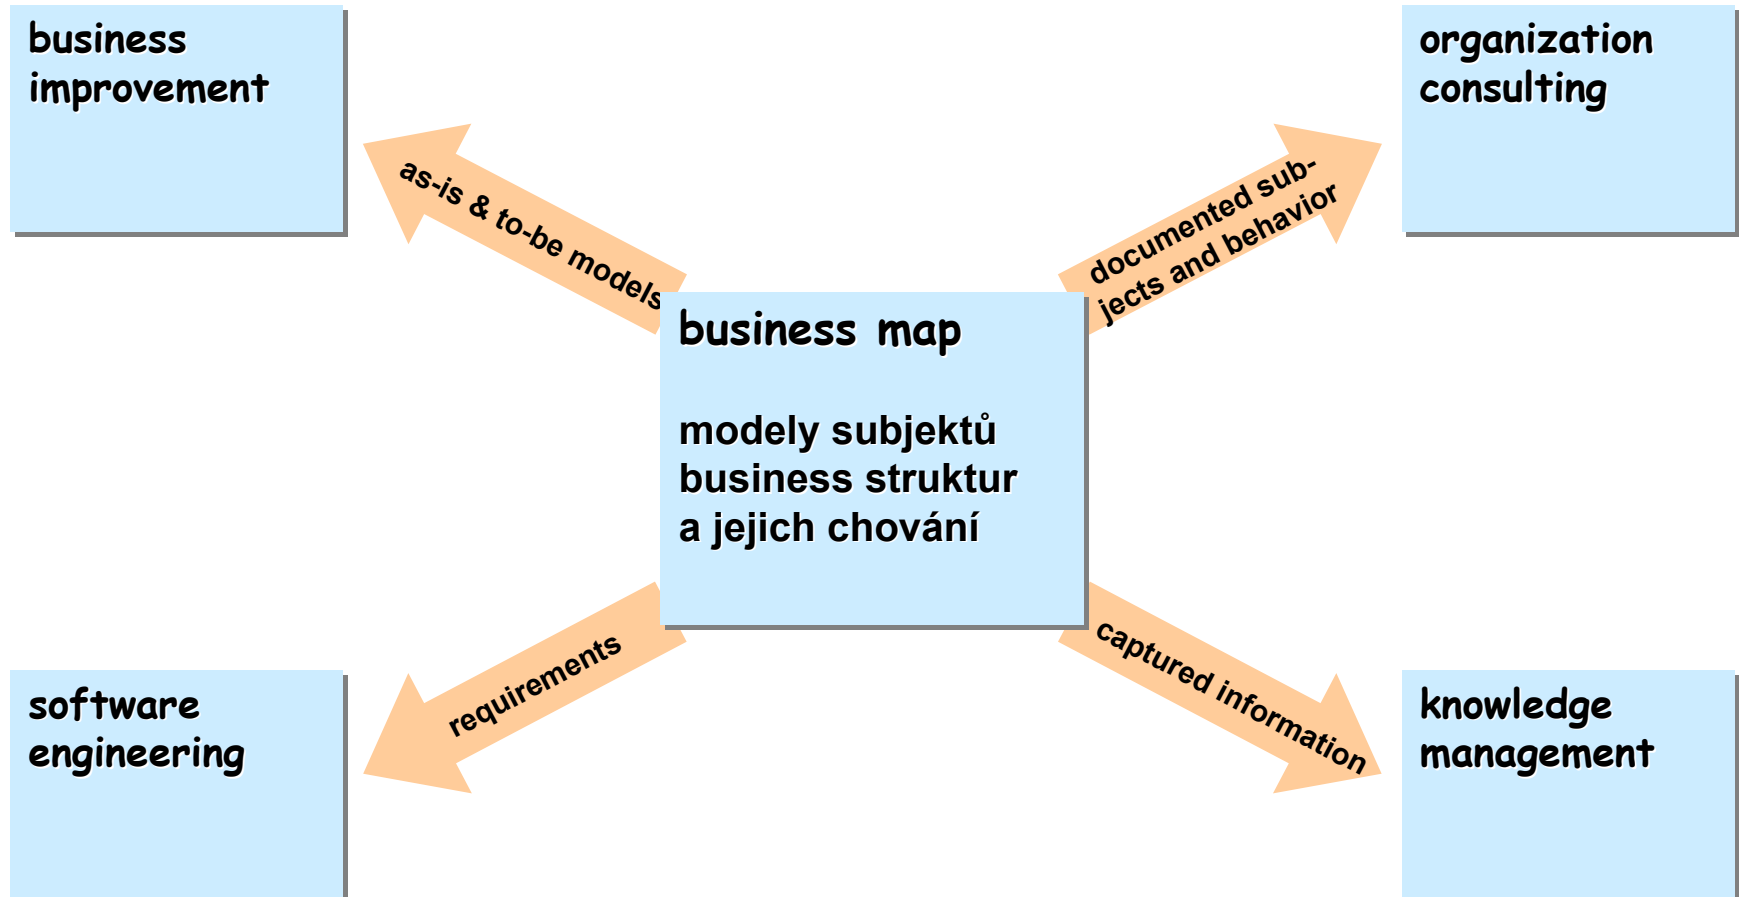 business
improvement
organization
consulting
as-is & to-be models
documented sub-
jects and behavior
business map
modely subjektů
business struktur
a jejich chování
requirements
captured information
software
engineering
knowledge
management